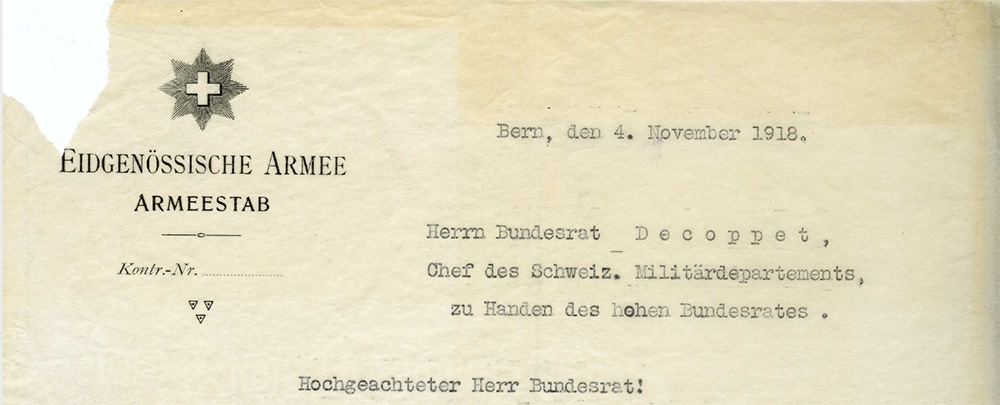 EIDGENÖSSISCHE ARMEE
ARMEESTAB
Kontr.-Nr. ........................
Bern, den 4. November 1918.
Herrn Bundesrat D e c o p p e t ,
Chef des Schweiz. Militärdepartements,
zu Handen des hohen Bundesrates .
Hochgeachteter Herr Bundesrat!